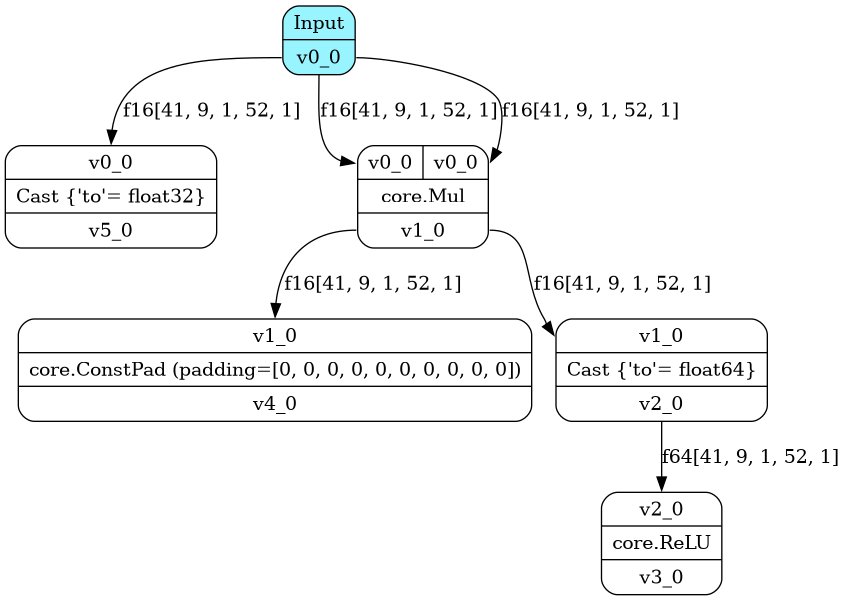 Input
v0_0
f16[41, 9, 1, 52, 1]
f16[41, 9, 1, 52, 1]
f16[41, 9, 1, 52, 1]
v0_0
Cast {'to'= float32}
v5_0
v0_0 v0_0
core.Mul
v1_0
f16[41, 9, 1, 52, 1]
f16[41, 9, 1, 52, 1]
v1_0
core.ConstPad (padding=[0, 0, 0, 0, 0, 0, 0, 0, 0, 0])
v4_0
v1_0
Cast {'to'= float64}
v2_0
f64[41, 9, 1, 52, 1]
v2_0
core.ReLU
v3_0